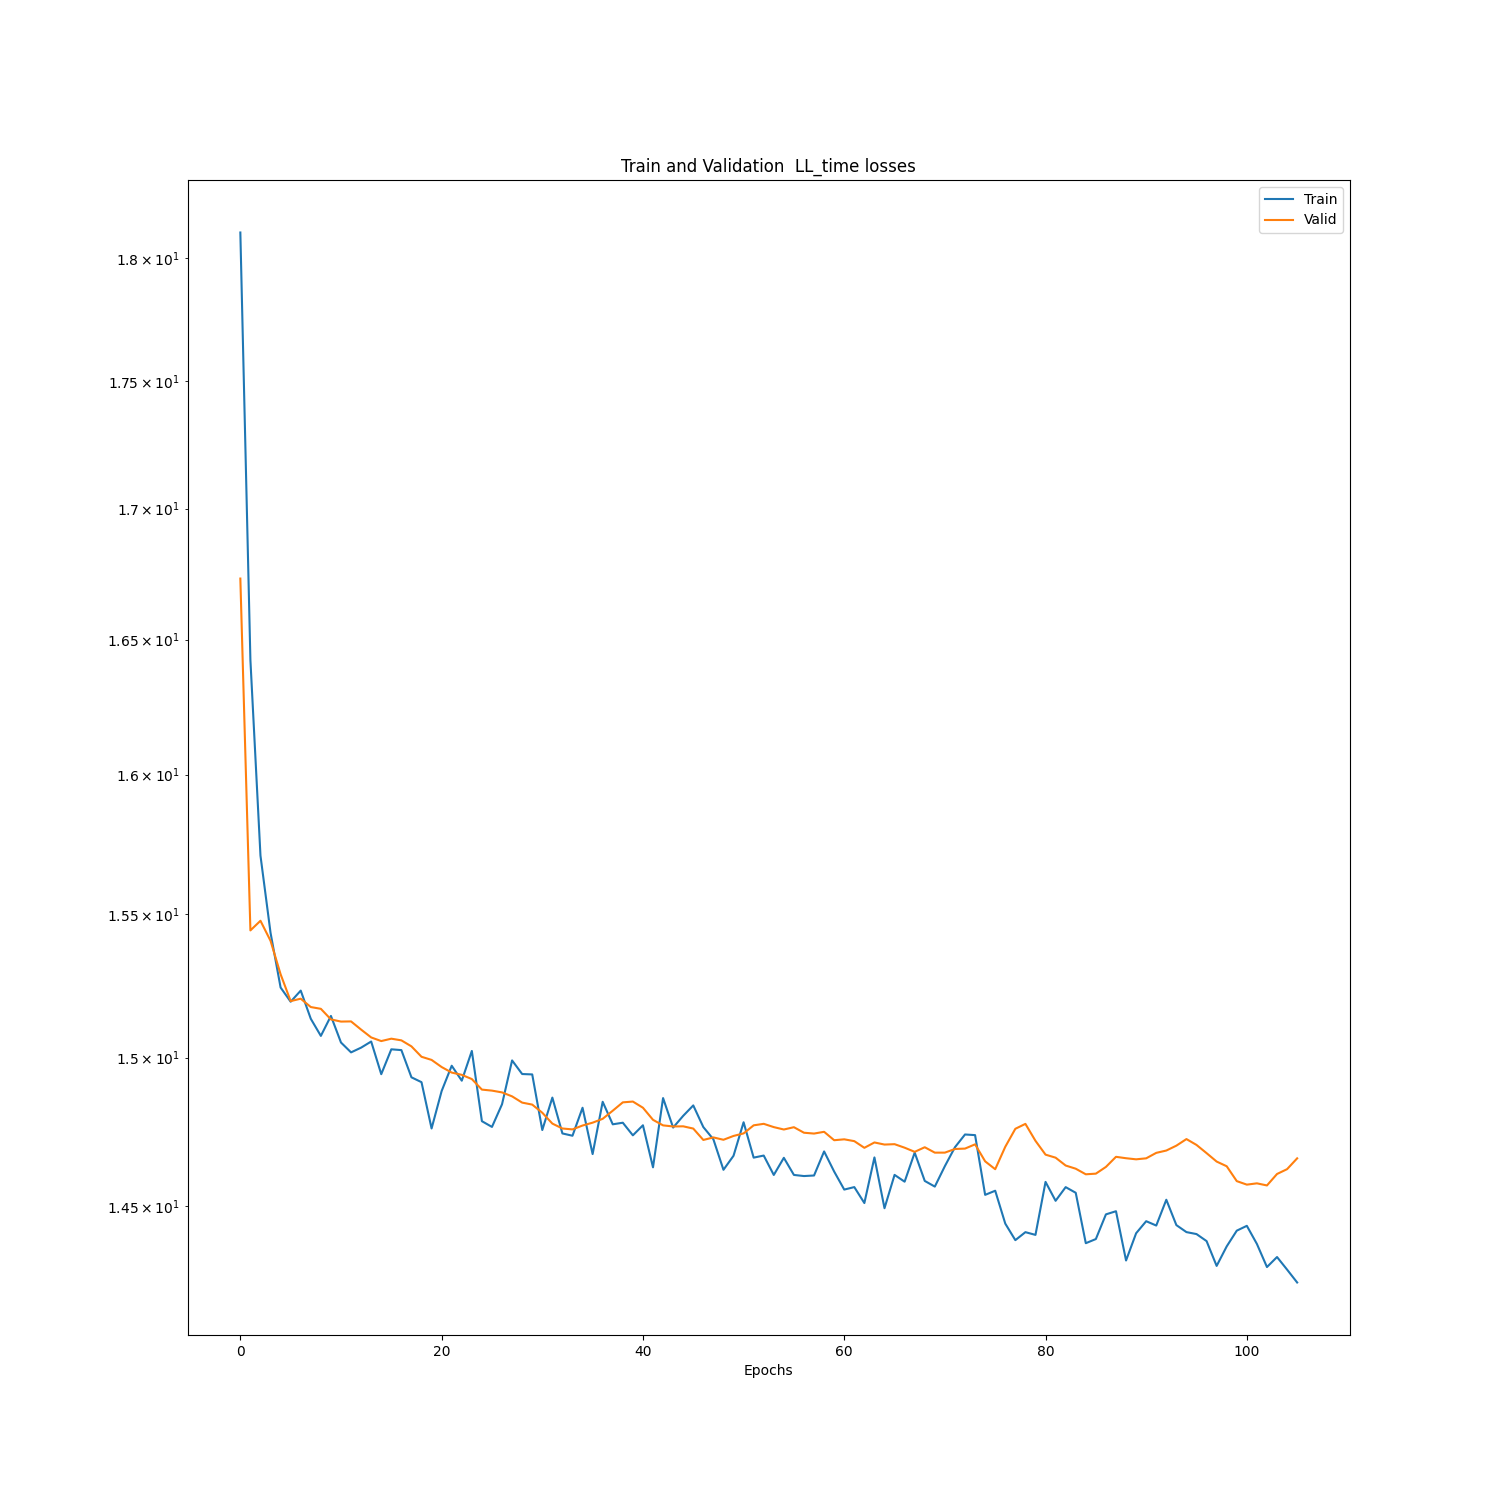 Train and Validation  LL_time losses
Train
Valid
1.8 × 10¹
1.75 × 10¹
1.7 × 10¹
1.65 × 10¹
1.6 × 10¹
1.55 × 10¹
1.5 × 10¹
1.45 × 10¹
0 20 40 60 80 100
Epochs